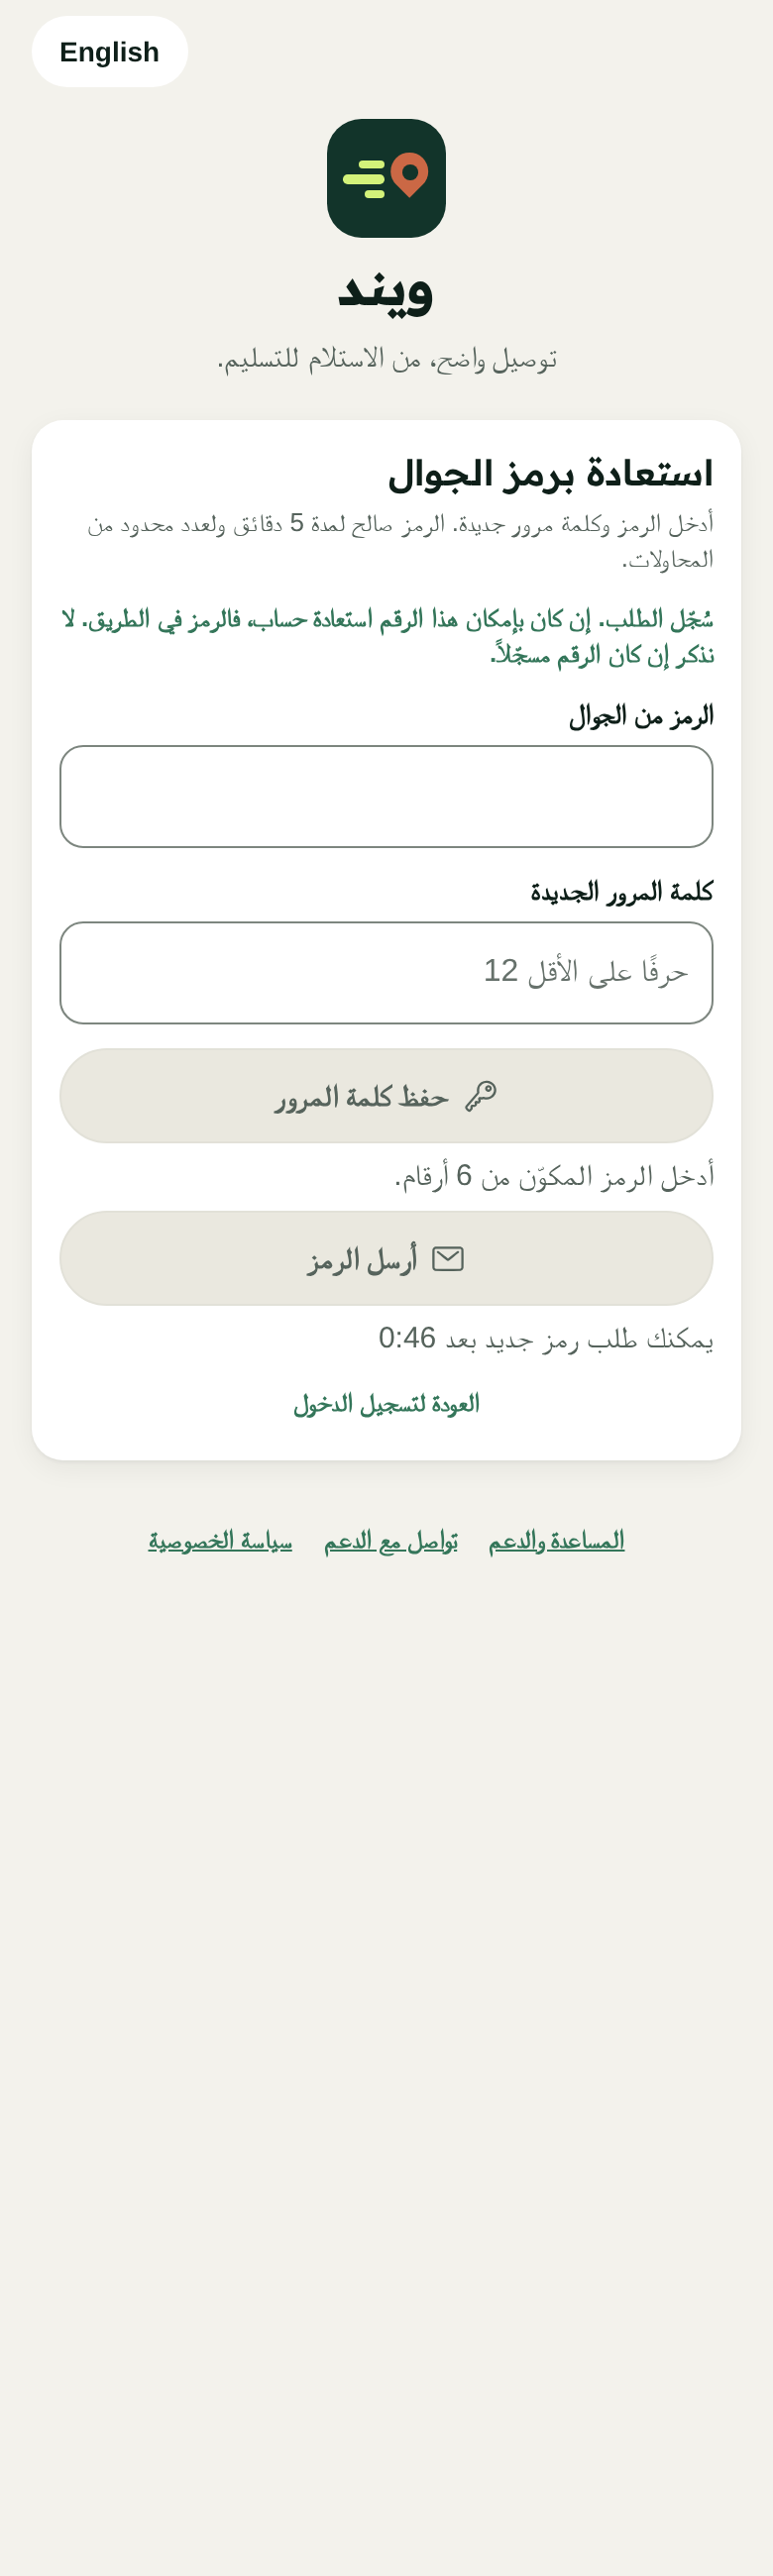 English
ويند
توصيل واضح، من الاستلام للتسليم.
استعادة برمز الجوال
أدخل الرمز وكلمة مرور جديدة. الرمز صالح لمدة 5 دقائق ولعدد محدود من
المحاولات.
سُجّل الطلب. إن كان بإمكان هذا الرقم استعادة حساب، فالرمز في الطريق. لا
نذكر إن كان الرقم مسجّلاً.
الرمز من الجوال
كلمة المرور الجديدة
حرفًا على الأقل 12
حفظ كلمة المرور
أدخل الرمز المكوّن من 6 أرقام.
أرسل الرمز
يمكنك طلب رمز جديد بعد 0:46
العودة لتسجيل الدخول
المساعدة والدعم
تواصل مع الدعم
سياسة الخصوصية